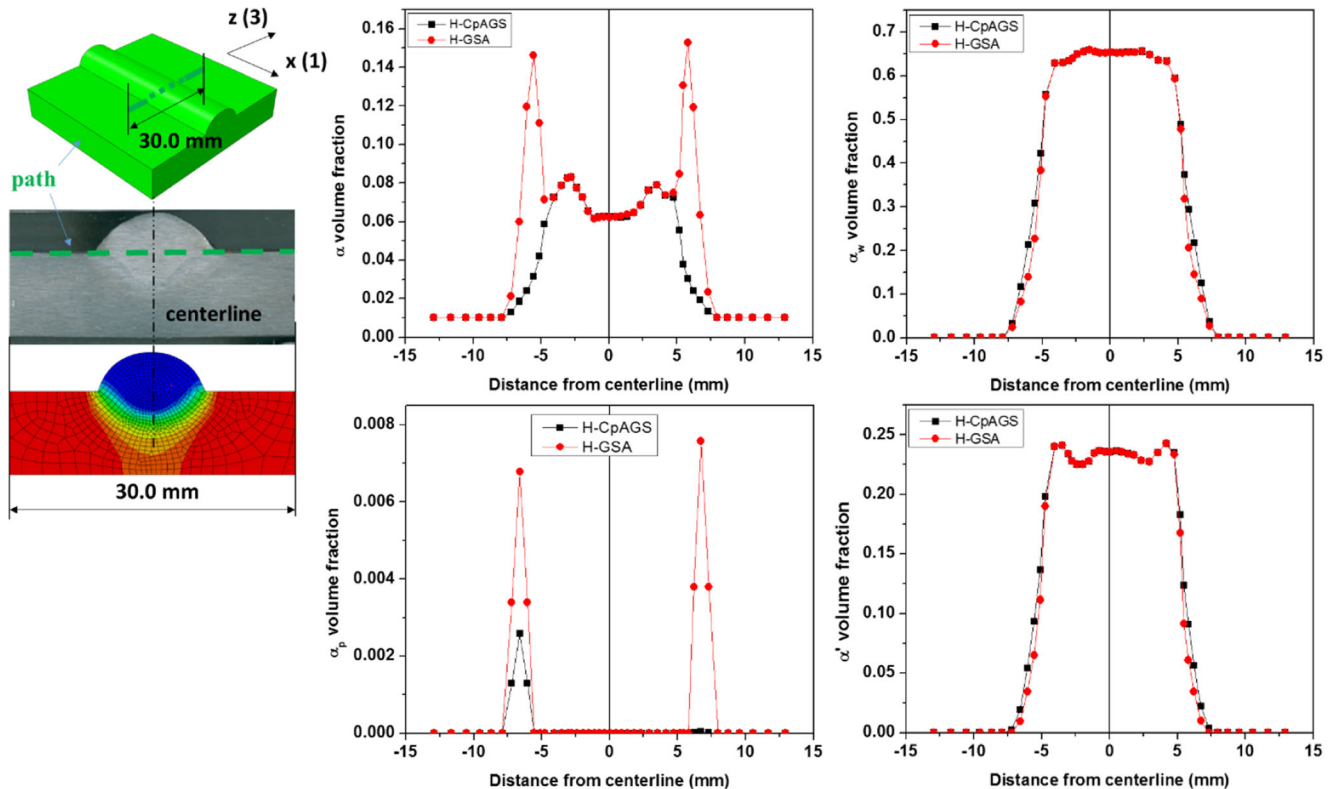 z (3)
x (1)
30.0 mm
path
centerline
30.0 mm
H-CpAGS
H-GSA
α volume fraction
0.16
0.14
0.12
0.10
0.08
0.06
0.04
0.02
0.00
-15 -10 -5 0 5 10 15
Distance from centerline (mm)
H-CpAGS
H-GSA
αw volume fraction
0.7
0.6
0.5
0.4
0.3
0.2
0.1
0.0
-15 -10 -5 0 5 10 15
Distance from centerline (mm)
H-CpAGS
H-GSA
αp volume fraction
0.008
0.006
0.004
0.002
0.000
-15 -10 -5 0 5 10 15
Distance from centerline (mm)
H-CpAGS
H-GSA
α' volume fraction
0.25
0.20
0.15
0.10
0.05
0.00
-15 -10 -5 0 5 10 15
Distance from centerline (mm)